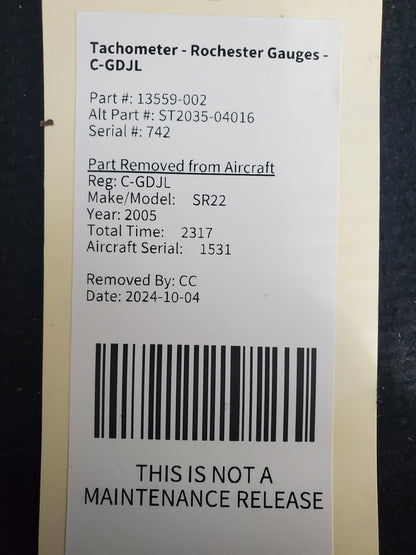 Tachometer - Rochester Gauges -
C-GDJL
Part #: 13559-002
Alt Part #: ST2035-04016
Serial #: 742
Part Removed from Aircraft
Reg: C-GDJL
Make/Model: SR22
Year: 2005
Total Time: 2317
Aircraft Serial: 1531
Removed By: CC
Date: 2024-10-04
THIS IS NOT A
MAINTENANCE RELEASE